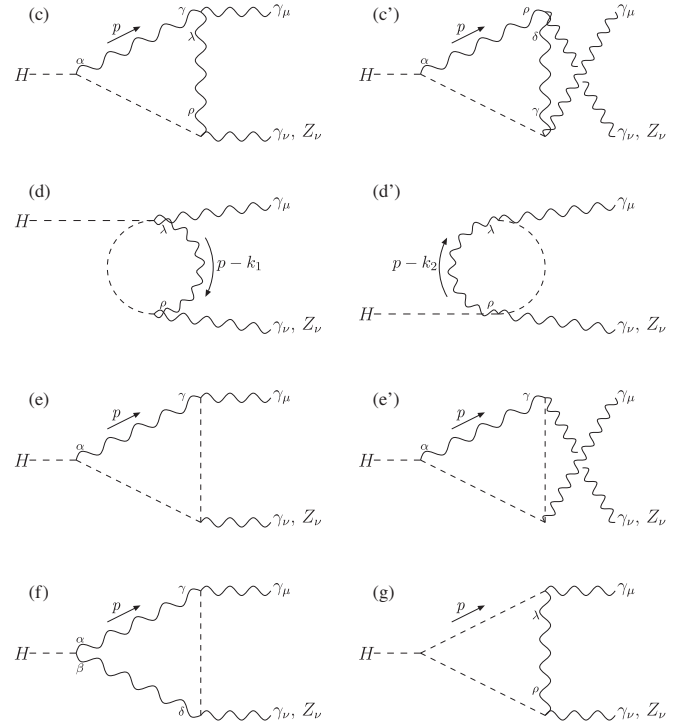 (c) (c')
p γ γμ p ρ γμ
α λ α δ
H H
ρ γ
γν, Zν γν, Zν
(d) (d')
γμ γμ
H λ λ
p − k1 p − k2
ρ H ρ
γν, Zν γν, Zν
(e) (e')
p γ γμ p γ γμ
α α
H H
γν, Zν γν, Zν
(f) (g)
p γ γμ p γμ
α λ
H H
β ρ
δ γν, Zν γν, Zν